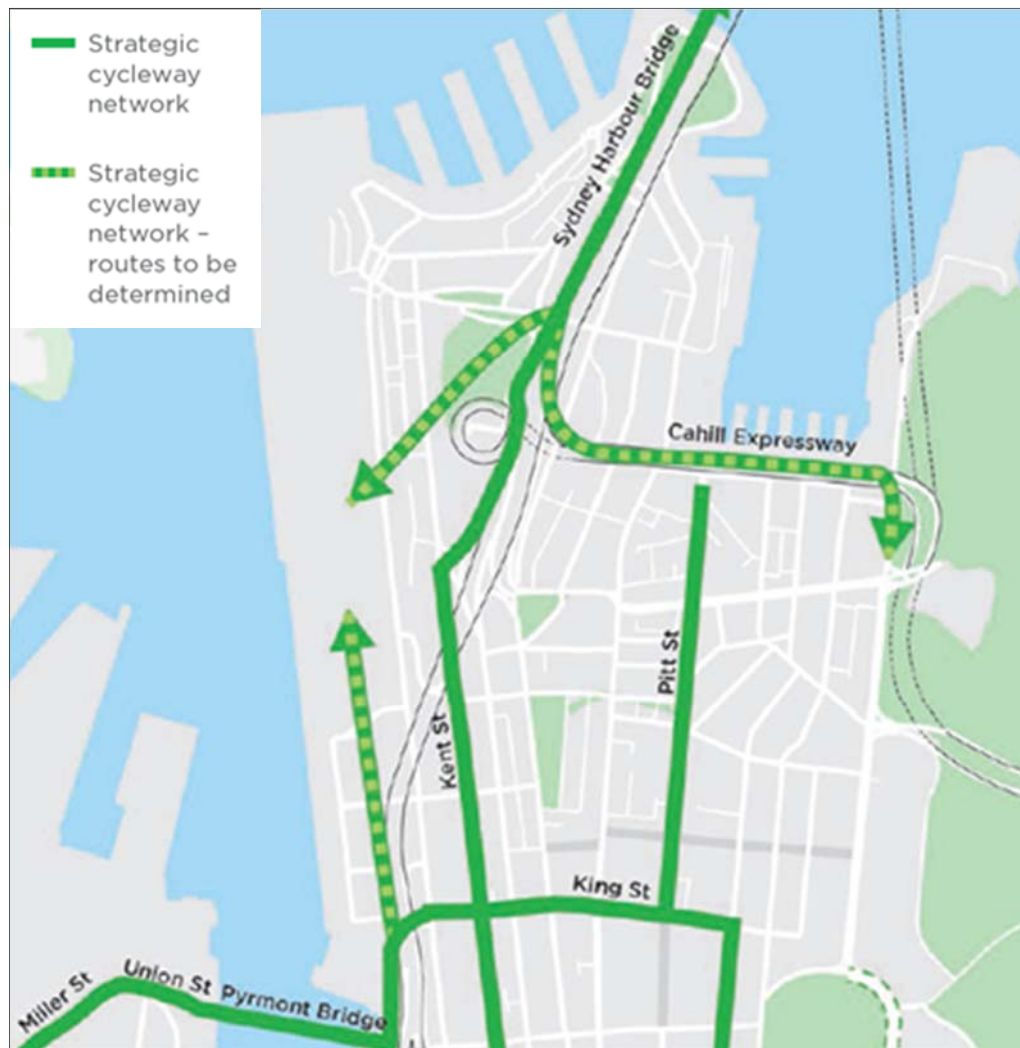 Strategic
cycleway
network
Strategic
cycleway
network –
routes to be
determined
Sydney Harbour Bridge
Cahill Expressway
Pitt St
Kent St
King St
Miller St
Union St
Pyrmont Bridge